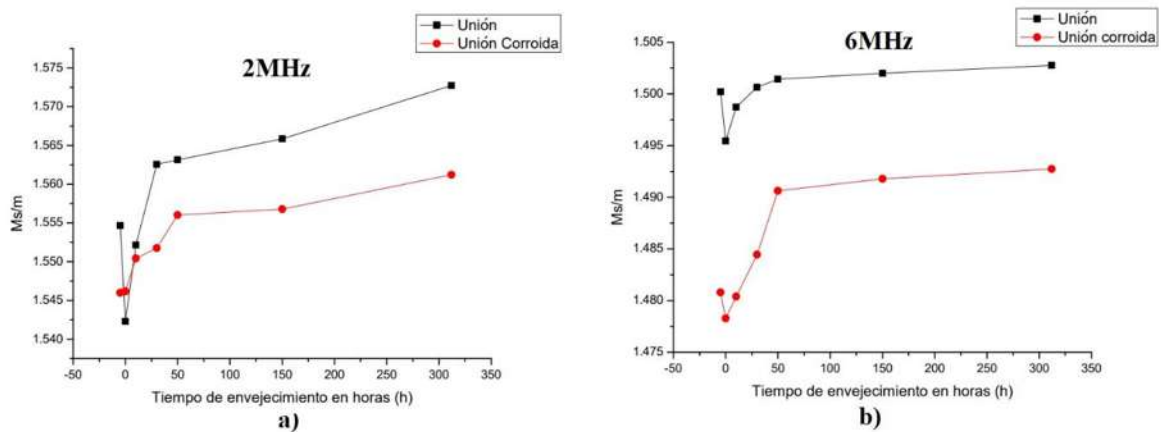 Unión
Unión Corroida
2MHz
1.575
1.570
1.565
1.560
1.555
1.550
1.545
1.540
Ms/m
-50 0 50 100 150 200 250 300 350
Tiempo de envejecimiento en horas (h)
a)
Unión
Unión corroida
6MHz
1.505
1.500
1.495
1.490
1.485
1.480
1.475
Ms/m
-50 0 50 100 150 200 250 300 350
Tiempo de envejecimiento en horas (h)
b)